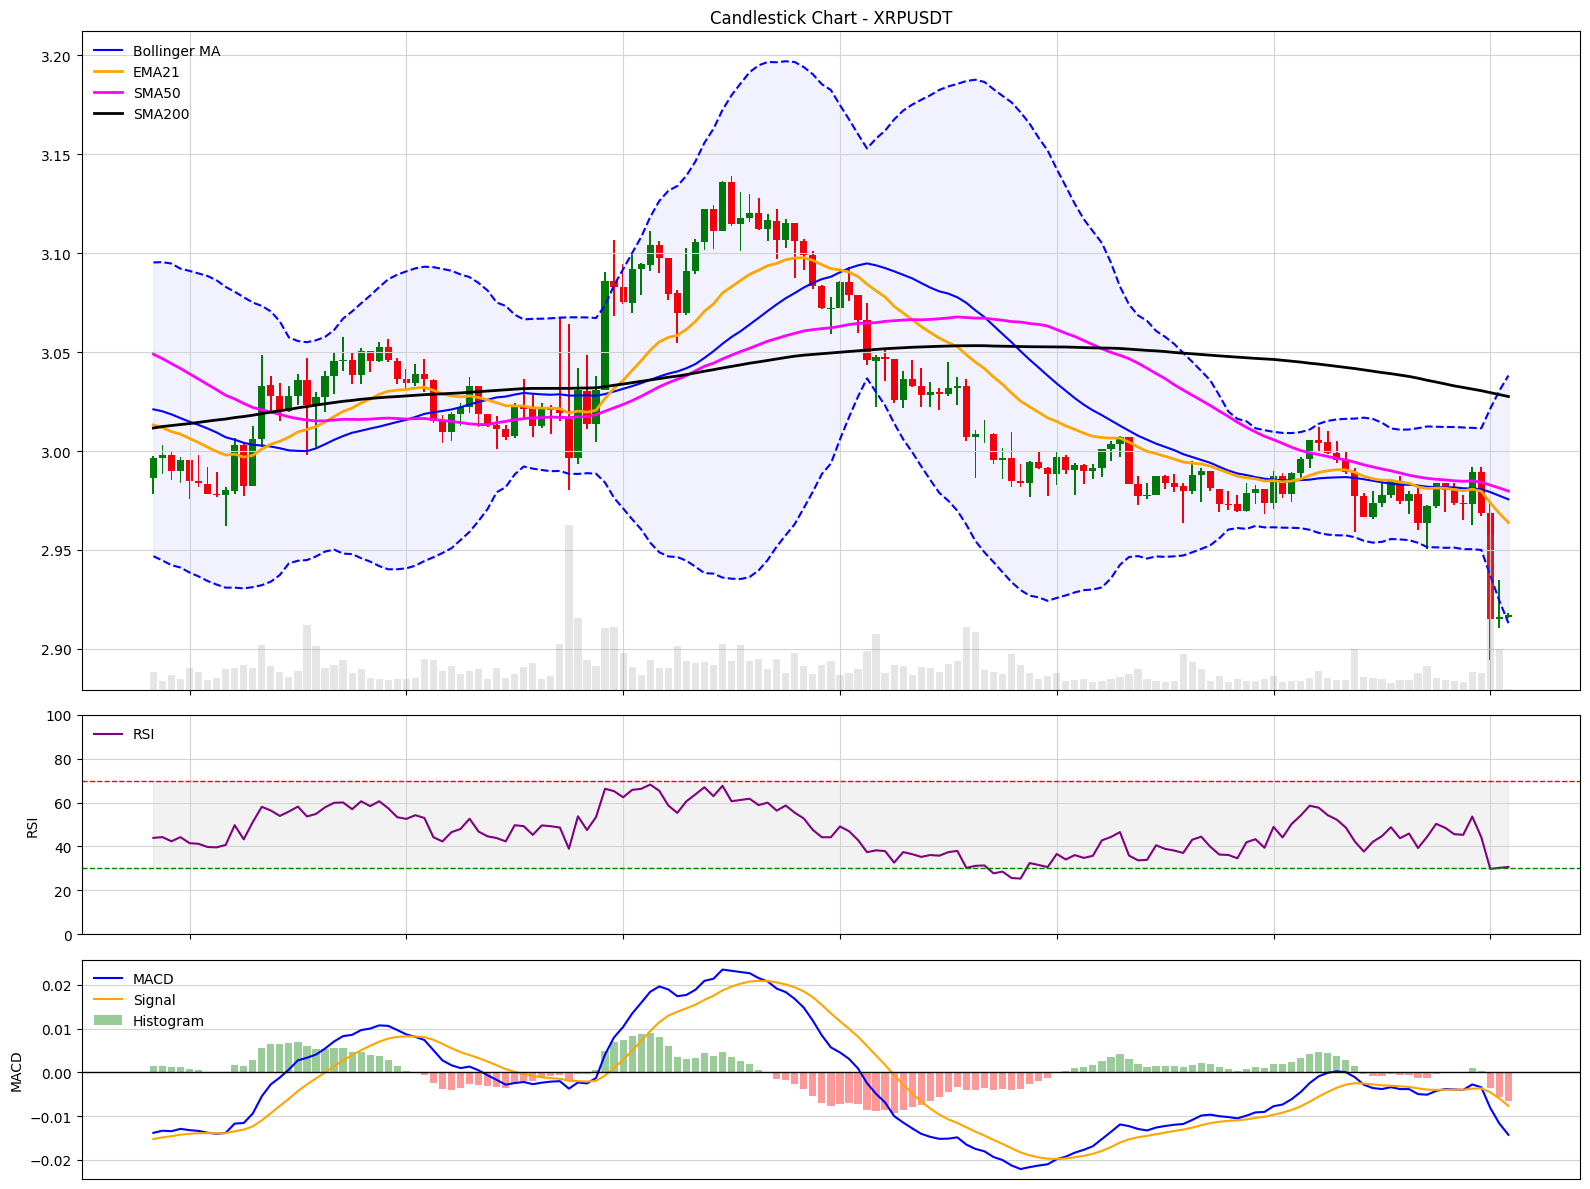 Candlestick Chart - XRPUSDT
Bollinger MA
EMA21
SMA50
SMA200
3.20
3.15
3.10
3.05
3.00
2.95
2.90
RSI
RSI
100
80
60
40
20
0
MACD
Signal
Histogram
MACD
0.02
0.01
0.00
−0.01
−0.02